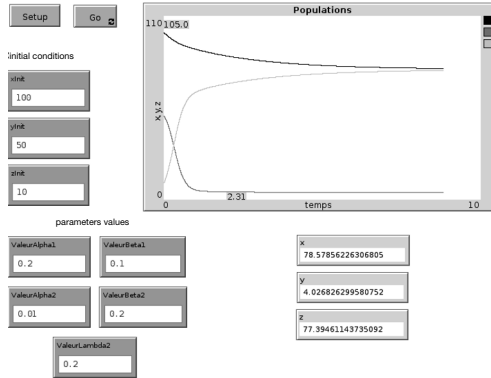 Setup
Go
Populations
110
105.0
x,y,z
0
2.31
0
temps
10
initial conditions
xInit
100
yInit
50
zInit
10
parameters values
ValeurAlpha1
0.2
ValeurBeta1
0.1
ValeurAlpha2
0.01
ValeurBeta2
0.2
ValeurLambda2
0.2
x
78.57856226306805
y
4.026826299580752
z
77.39461143735092